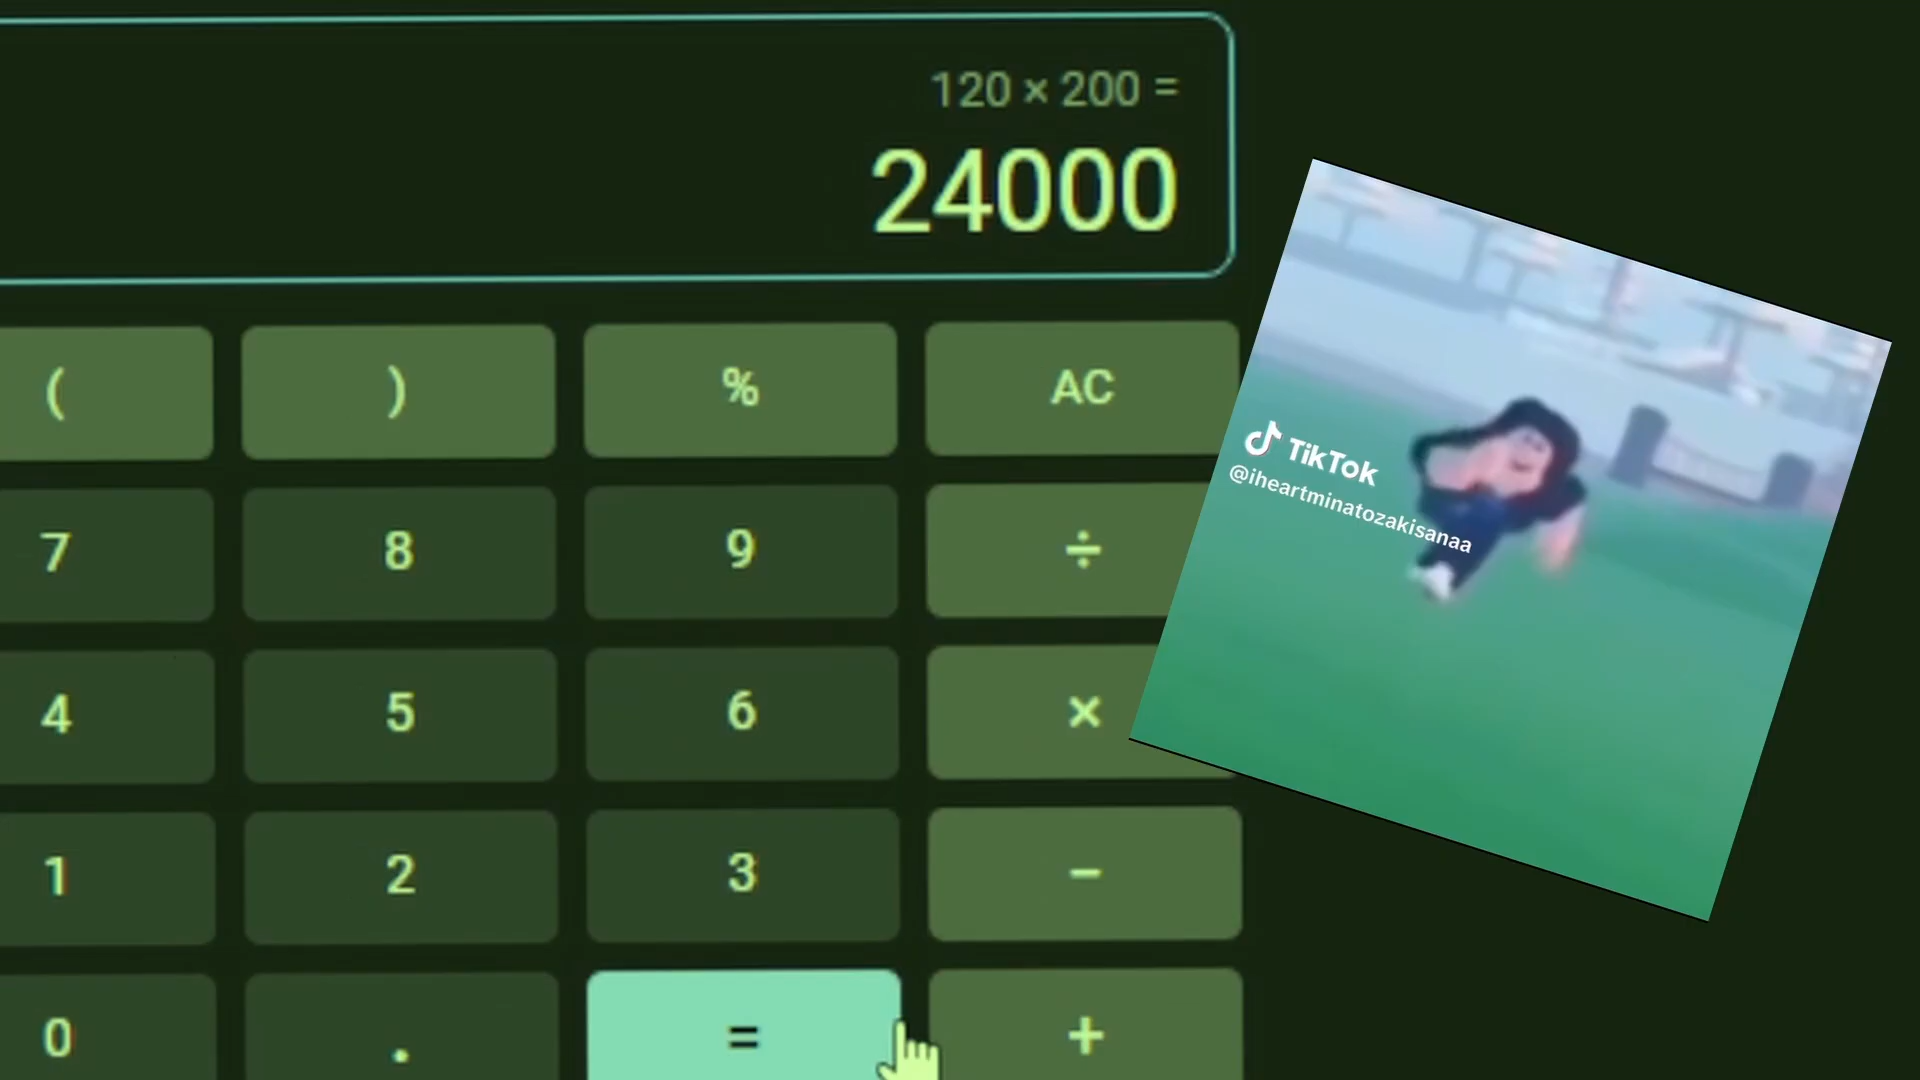 120 × 200 =
24000
( ) % AC
7 8 9 ÷
4 5 6 ×
1 2 3 −
0 . = +
TikTok
@iheartminatozakisanaa